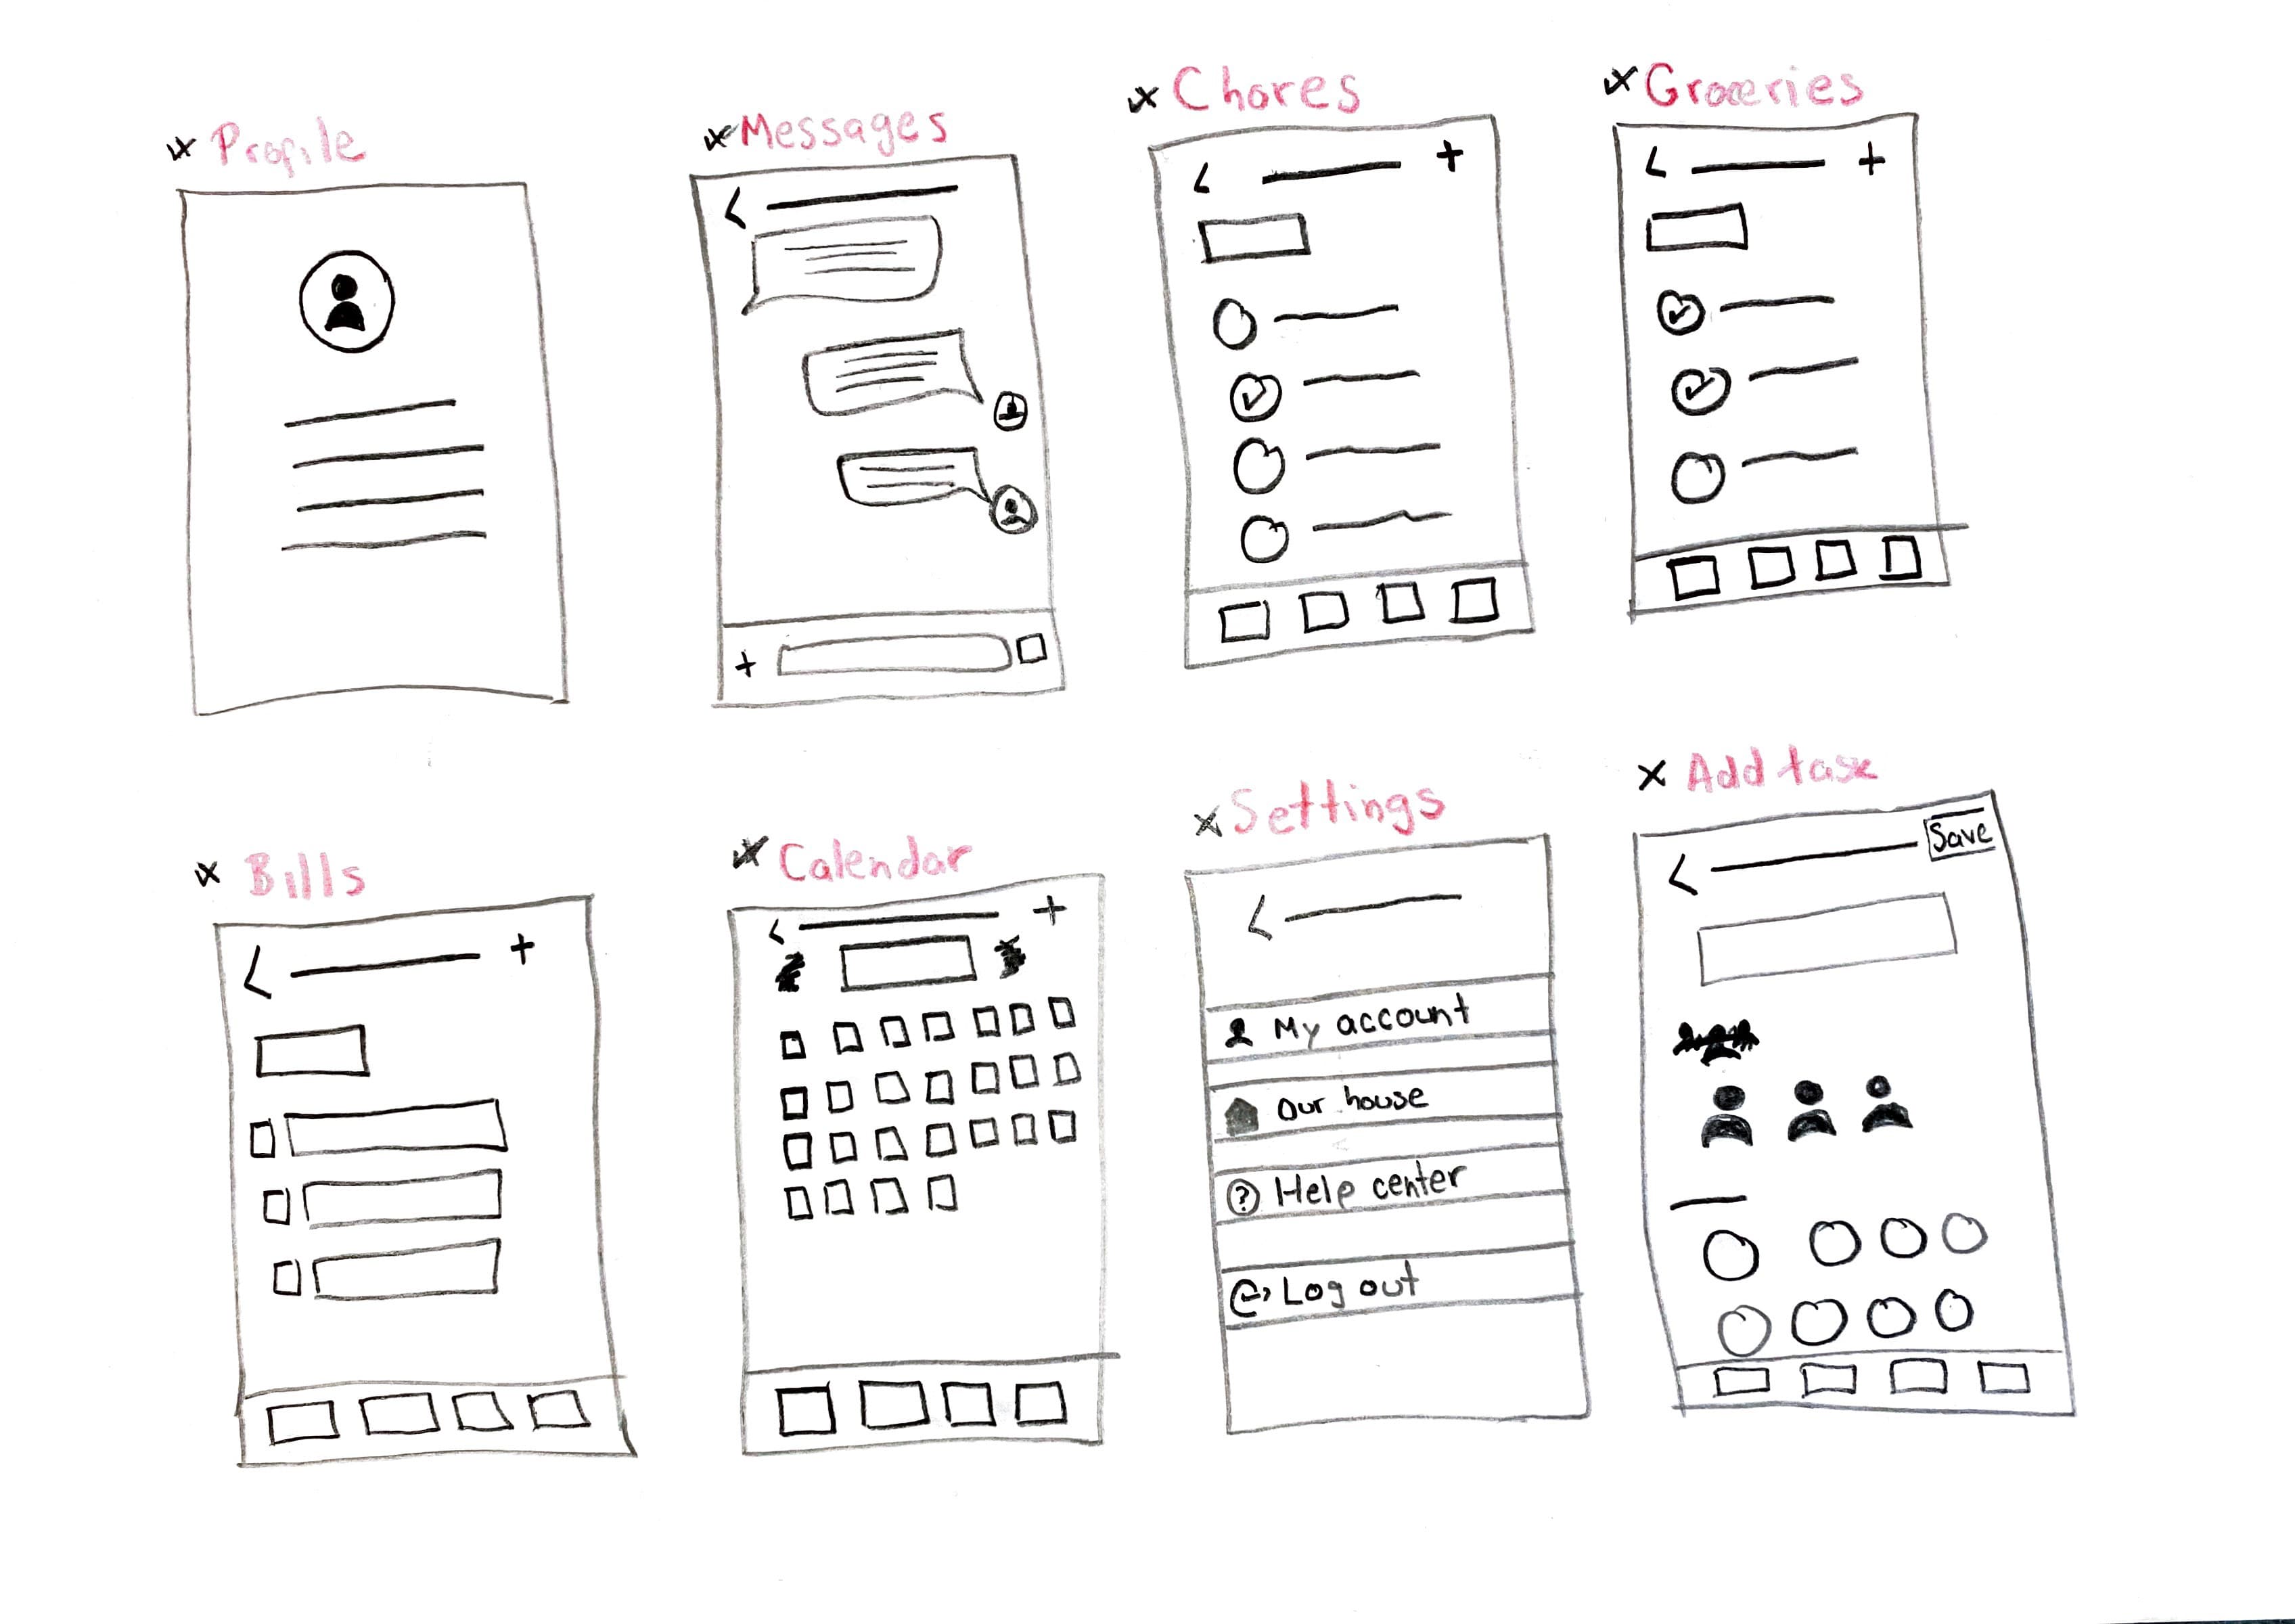 Profile
Messages
Chores
Groceries
Bills
Calendar
Settings
My account
Our house
Help center
Log out
Add task
Save